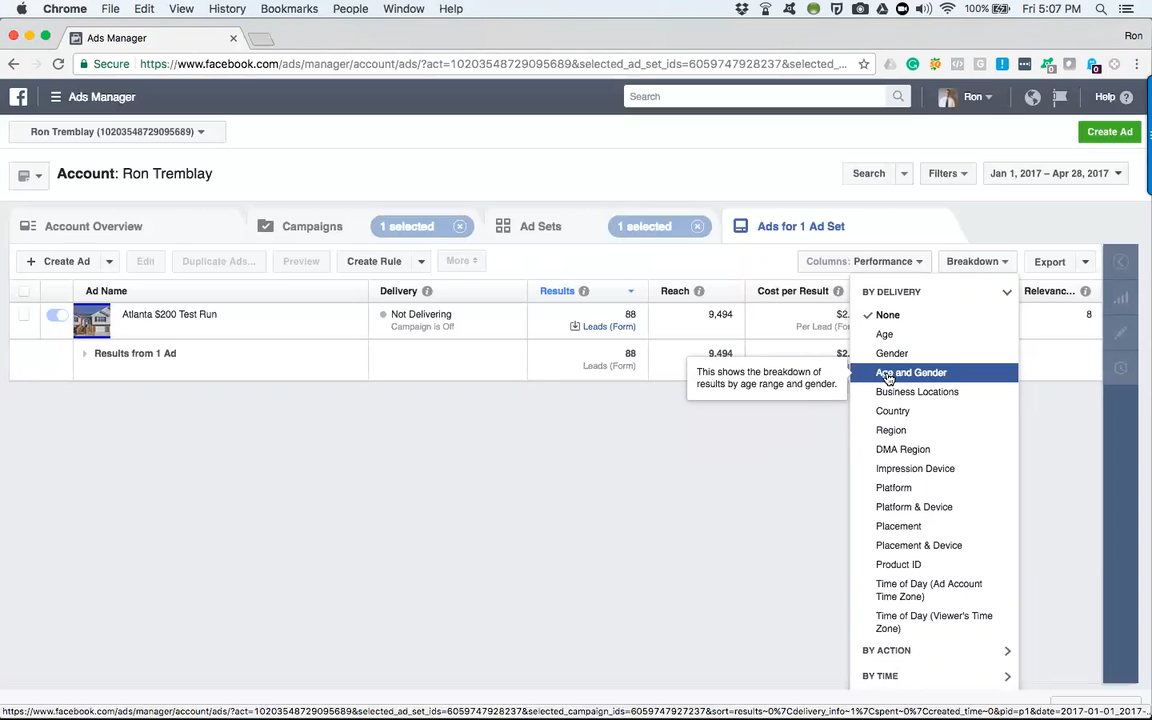 Chrome File Edit View History Bookmarks People Window Help 100% Fri 5:07 PM
Ads Manager Ron
Secure https://www.facebook.com/ads/manager/account/ads/?act=10203548729095689&selected_ad_set_ids=6059747928237&selected_...
Ads Manager Search Ron Help
Ron Tremblay (10203548729095689) Create Ad
Account: Ron Tremblay Search Filters Jan 1, 2017 – Apr 28, 2017
Account Overview Campaigns 1 selected Ad Sets 1 selected Ads for 1 Ad Set
+ Create Ad Edit Duplicate Ads... Preview Create Rule More Columns: Performance Breakdown Export
Ad Name Delivery Results Reach Cost per Result Relevanc...
Atlanta $200 Test Run Not Delivering 88 9,494 $2. 8
Campaign is Off Leads (Form) Per Lead (Fo
Results from 1 Ad 88 9,494 $2.
Leads (Form)
This shows the breakdown of
results by age range and gender.
BY DELIVERY
None
Age
Gender
Age and Gender
Business Locations
Country
Region
DMA Region
Impression Device
Platform
Platform & Device
Placement
Placement & Device
Product ID
Time of Day (Ad Account
Time Zone)
Time of Day (Viewer's Time
Zone)
BY ACTION
BY TIME
https://www.facebook.com/ads/manager/account/ads/?act=10203548729095689&selected_ad_set_ids=6059747928237&selected_campaign_ids=6059747927237&sort=results~0%7Cdelivery_info~1%7Cspent~0%7Ccreated_time~0&pid=p1&date=2017-01-01_2017-...